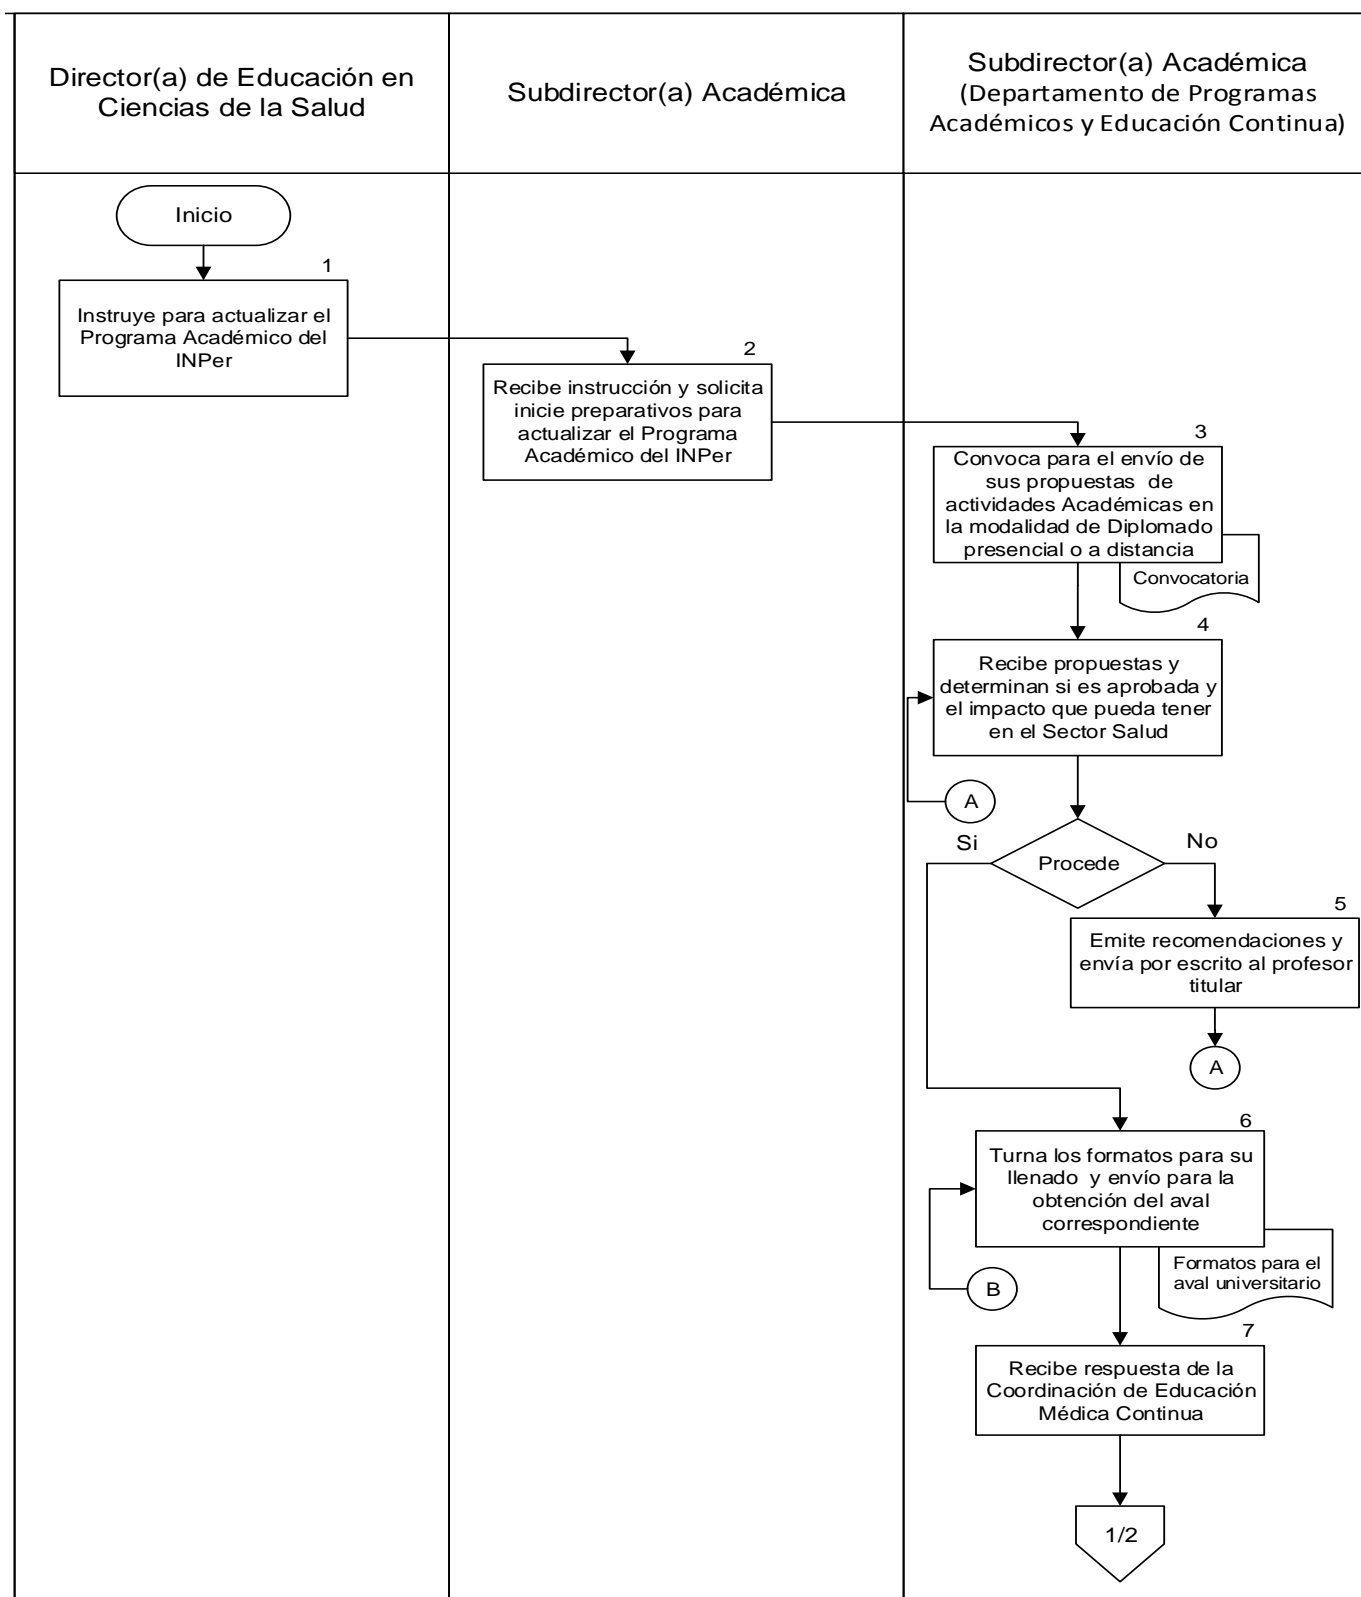 Director(a) de Educación en
Ciencias de la Salud
Subdirector(a) Académica
Subdirector(a) Académica
(Departamento de Programas
Académicos y Educación Continua)
Inicio
1
Instruye para actualizar el
Programa Académico del
INPer
2
Recibe instrucción y solicita
inicie preparativos para
actualizar el Programa
Académico del INPer
3
Convoca para el envío de
sus propuestas de
actividades Académicas en
la modalidad de Diplomado
presencial o a distancia
Convocatoria
4
Recibe propuestas y
determinan si es aprobada y
el impacto que pueda tener
en el Sector Salud
A
Si
No
Procede
5
Emite recomendaciones y
envía por escrito al profesor
titular
A
6
Turna los formatos para su
llenado y envío para la
obtención del aval
correspondiente
Formatos para el
aval universitario
B
7
Recibe respuesta de la
Coordinación de Educación
Médica Continua
1/2